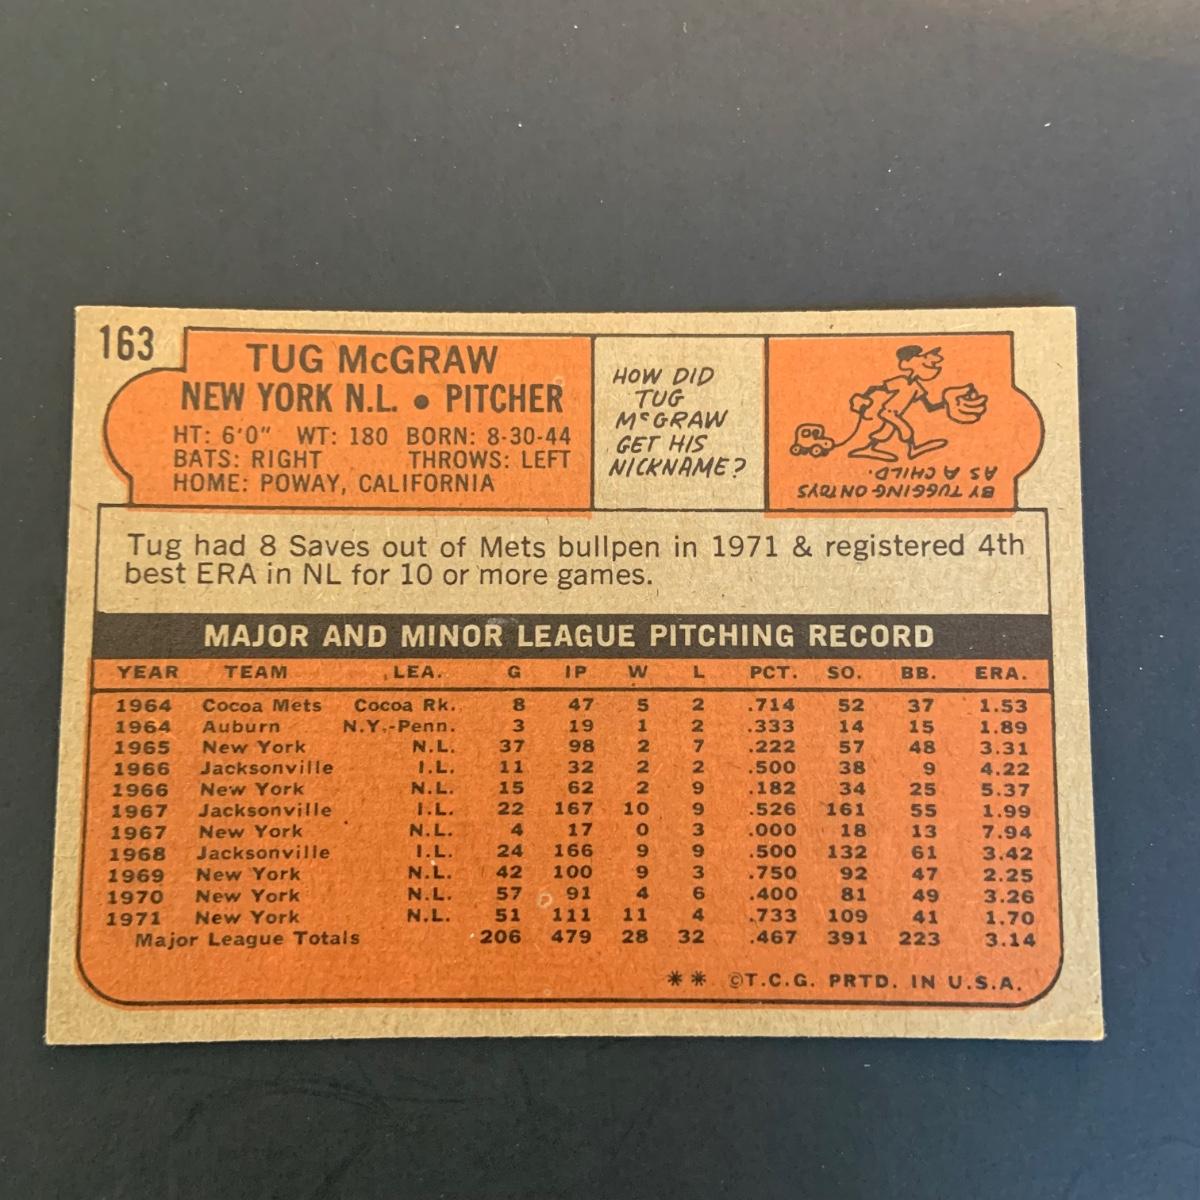 163
TUG McGRAW
NEW YORK N.L. • PITCHER
HT: 6'0" WT: 180 BORN: 8-30-44
BATS: RIGHT THROWS: LEFT
HOME: POWAY, CALIFORNIA
HOW DID
TUG
McGRAW
GET HIS
NICKNAME?
BY TUGGING ON TOYS
AS A CHILD.
Tug had 8 Saves out of Mets bullpen in 1971 & registered 4th
best ERA in NL for 10 or more games.
MAJOR AND MINOR LEAGUE PITCHING RECORD
YEAR TEAM LEA. G IP W L PCT. SO. BB. ERA.
1964 Cocoa Mets Cocoa Rk. 8 47 5 2 .714 52 37 1.53
1964 Auburn N.Y.-Penn. 3 19 1 2 .333 14 15 1.89
1965 New York N.L. 37 98 2 7 .222 57 48 3.31
1966 Jacksonville I.L. 11 32 2 2 .500 38 9 4.22
1966 New York N.L. 15 62 2 9 .182 34 25 5.37
1967 Jacksonville I.L. 22 167 10 9 .526 161 55 1.99
1967 New York N.L. 4 17 0 3 .000 18 13 7.94
1968 Jacksonville I.L. 24 166 9 9 .500 132 61 3.42
1969 New York N.L. 42 100 9 3 .750 92 47 2.25
1970 New York N.L. 57 91 4 6 .400 81 49 3.26
1971 New York N.L. 51 111 11 4 .733 109 41 1.70
Major League Totals 206 479 28 32 .467 391 223 3.14
** ©T.C.G. PRTD. IN U.S.A.